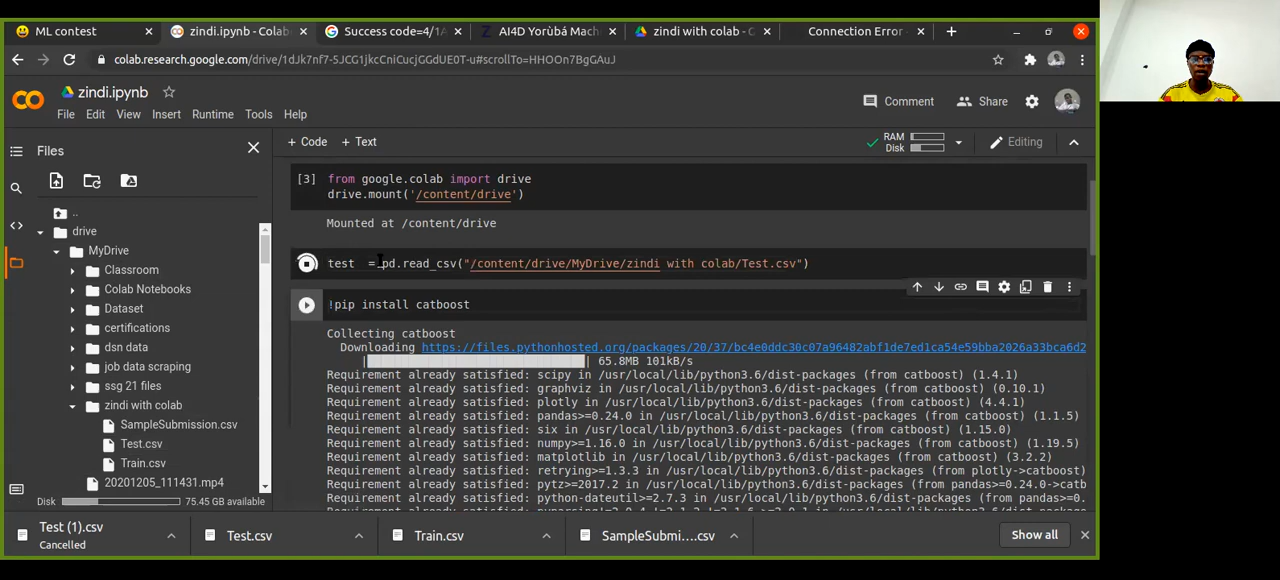 ML contest
zindi.ipynb - Colab
Success code=4/1A
AI4D Yorùbá Mach
zindi with colab - G
Connection Error -
colab.research.google.com/drive/1dJk7nf7-5JCG1jkcCniCucjGGdUE0T-u#scrollTo=HHOOn7BgGAuJ
zindi.ipynb
Comment
Share
File Edit View Insert Runtime Tools Help
Files
+ Code + Text
RAM
Disk
Editing
..
drive
MyDrive
Classroom
Colab Notebooks
Dataset
certifications
dsn data
job data scraping
ssg 21 files
zindi with colab
SampleSubmission.csv
Test.csv
Train.csv
20201205_111431.mp4
Disk 75.45 GB available
[3] from google.colab import drive
drive.mount('/content/drive')
Mounted at /content/drive
test =pd.read_csv("/content/drive/MyDrive/zindi with colab/Test.csv")
!pip install catboost
Collecting catboost
Downloading https://files.pythonhosted.org/packages/20/37/bc4e0ddc30c07a96482abf1de7ed1ca54e59bba2026a33bca6d2
65.8MB 101kB/s
Requirement already satisfied: scipy in /usr/local/lib/python3.6/dist-packages (from catboost) (1.4.1)
Requirement already satisfied: graphviz in /usr/local/lib/python3.6/dist-packages (from catboost) (0.10.1)
Requirement already satisfied: plotly in /usr/local/lib/python3.6/dist-packages (from catboost) (4.4.1)
Requirement already satisfied: pandas>=0.24.0 in /usr/local/lib/python3.6/dist-packages (from catboost) (1.1.5)
Requirement already satisfied: six in /usr/local/lib/python3.6/dist-packages (from catboost) (1.15.0)
Requirement already satisfied: numpy>=1.16.0 in /usr/local/lib/python3.6/dist-packages (from catboost) (1.19.5)
Requirement already satisfied: matplotlib in /usr/local/lib/python3.6/dist-packages (from catboost) (3.2.2)
Requirement already satisfied: retrying>=1.3.3 in /usr/local/lib/python3.6/dist-packages (from plotly->catboost)
Requirement already satisfied: pytz>=2017.2 in /usr/local/lib/python3.6/dist-packages (from pandas>=0.24.0->catb
Requirement already satisfied: python-dateutil>=2.7.3 in /usr/local/lib/python3.6/dist-packages (from pandas>=0.
Test (1).csv
Cancelled
Test.csv
Train.csv
SampleSubmi....csv
Show all